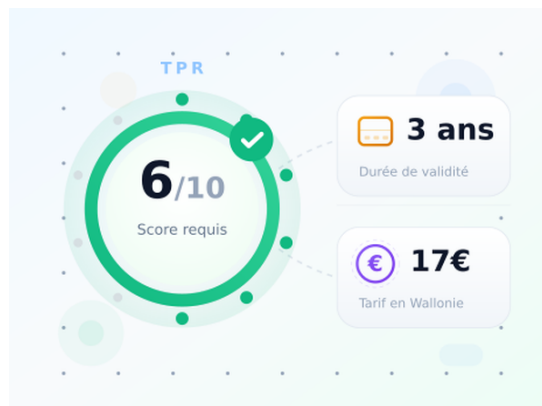 TPR
6/10
Score requis
3 ans
Durée de validité
€ 17€
Tarif en Wallonie